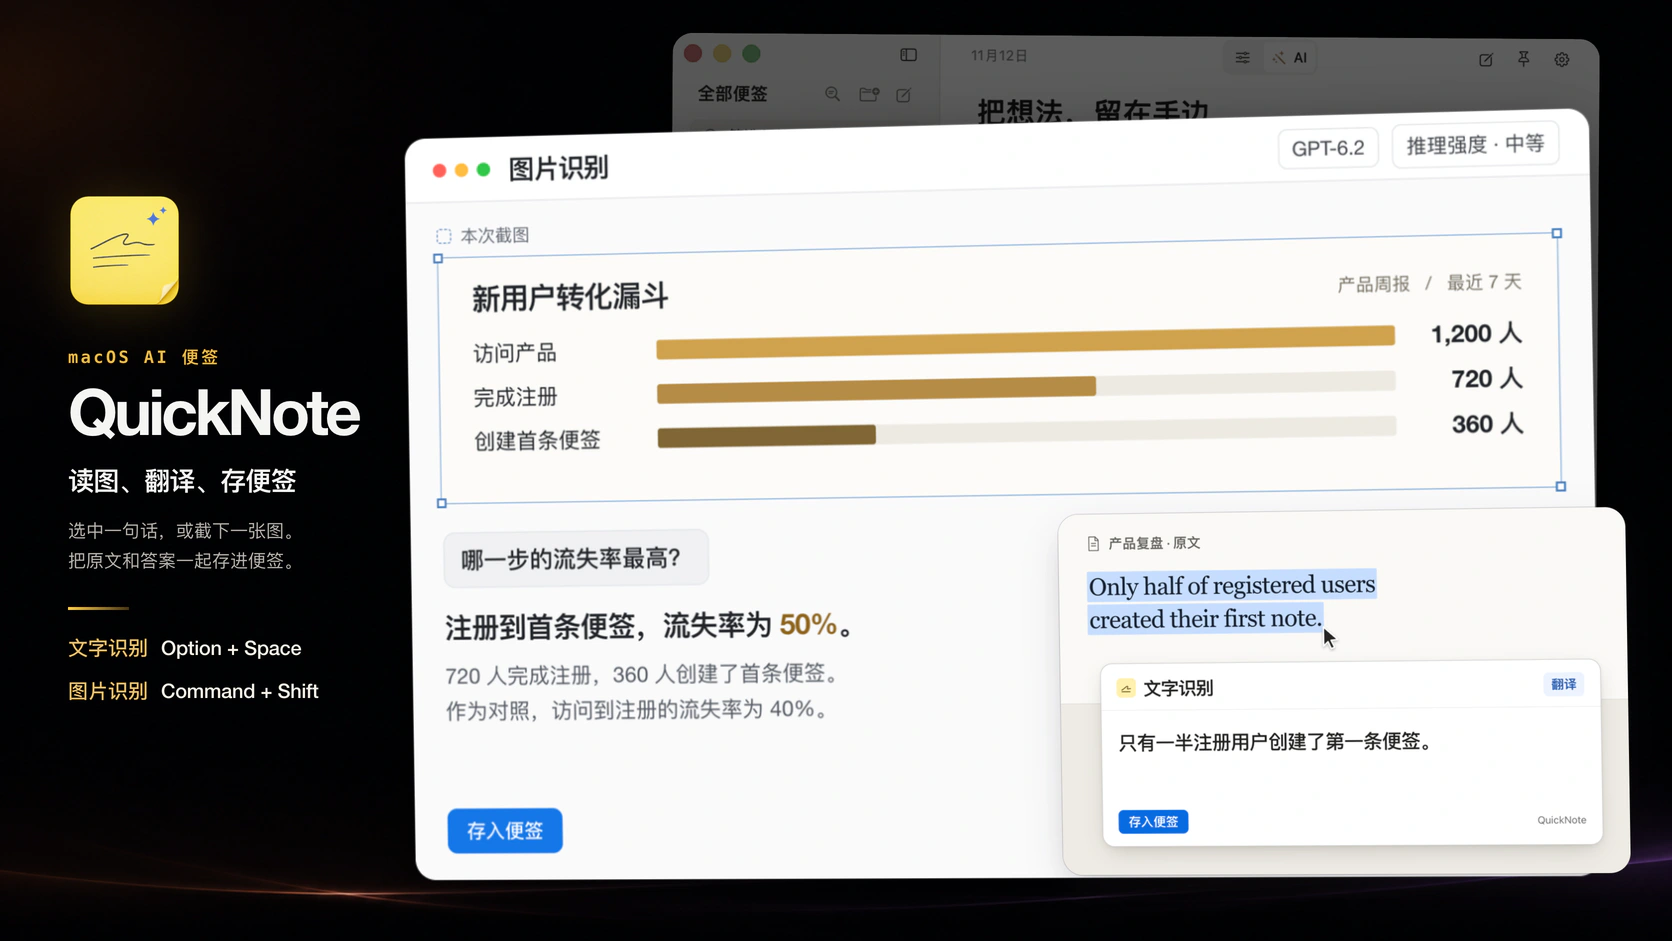 macOS AI 便签
QuickNote
读图、翻译、存便签
选中一句话，或截下一张图。
把原文和答案一起存进便签。
文字识别 Option + Space
图片识别 Command + Shift
全部便签
11月12日
AI
把想法，留在手边
图片识别
GPT-6.2
推理强度 · 中等
本次截图
新用户转化漏斗
产品周报 / 最近 7 天
访问产品 1,200 人
完成注册 720 人
创建首条便签 360 人
哪一步的流失率最高？
注册到首条便签，流失率为 50%。
720 人完成注册，360 人创建了首条便签。
作为对照，访问到注册的流失率为 40%。
存入便签
产品复盘 · 原文
Only half of registered users
created their first note.
文字识别
翻译
只有一半注册用户创建了第一条便签。
存入便签
QuickNote